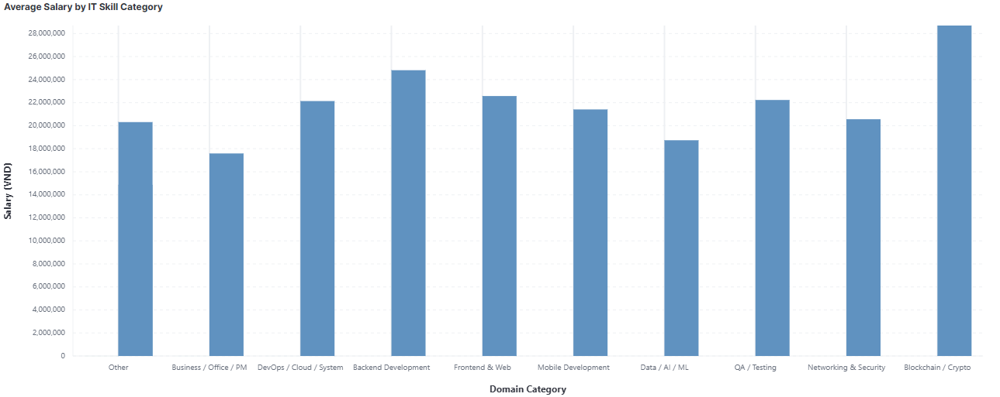 Average Salary by IT Skill Category
28,000,000
26,000,000
24,000,000
22,000,000
20,000,000
18,000,000
16,000,000
14,000,000
12,000,000
10,000,000
8,000,000
6,000,000
4,000,000
2,000,000
0
Salary (VND)
Other
Business / Office / PM
DevOps / Cloud / System
Backend Development
Frontend & Web
Mobile Development
Data / AI / ML
QA / Testing
Networking & Security
Blockchain / Crypto
Domain Category